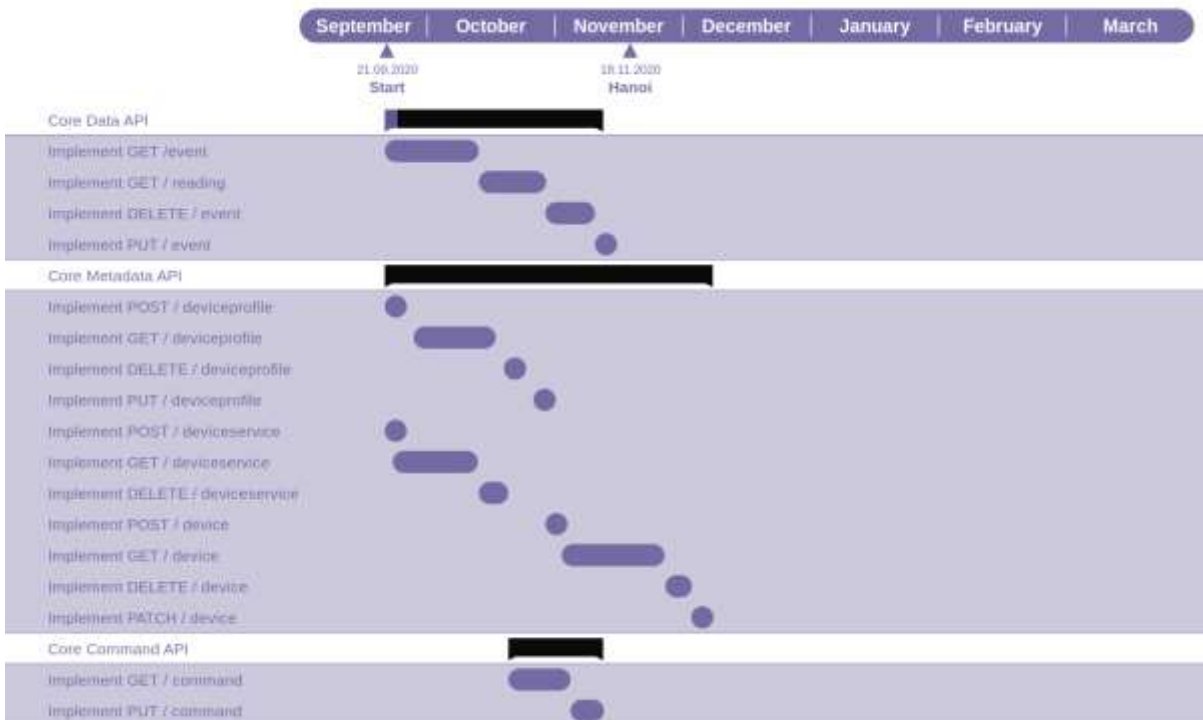 September October November December January February March
21.09.2020 18.11.2020
Start Hanoi
Core Data API
Implement GET /event
Implement GET / reading
Implement DELETE / event
Implement PUT / event
Core Metadata API
Implement POST / deviceprofile
Implement GET / deviceprofile
Implement DELETE / deviceprofile
Implement PUT / deviceprofile
Implement POST / deviceservice
Implement GET / deviceservice
Implement DELETE / deviceservice
Implement POST / device
Implement GET / device
Implement DELETE / device
Implement PATCH / device
Core Command API
Implement GET / command
Implement PUT / command